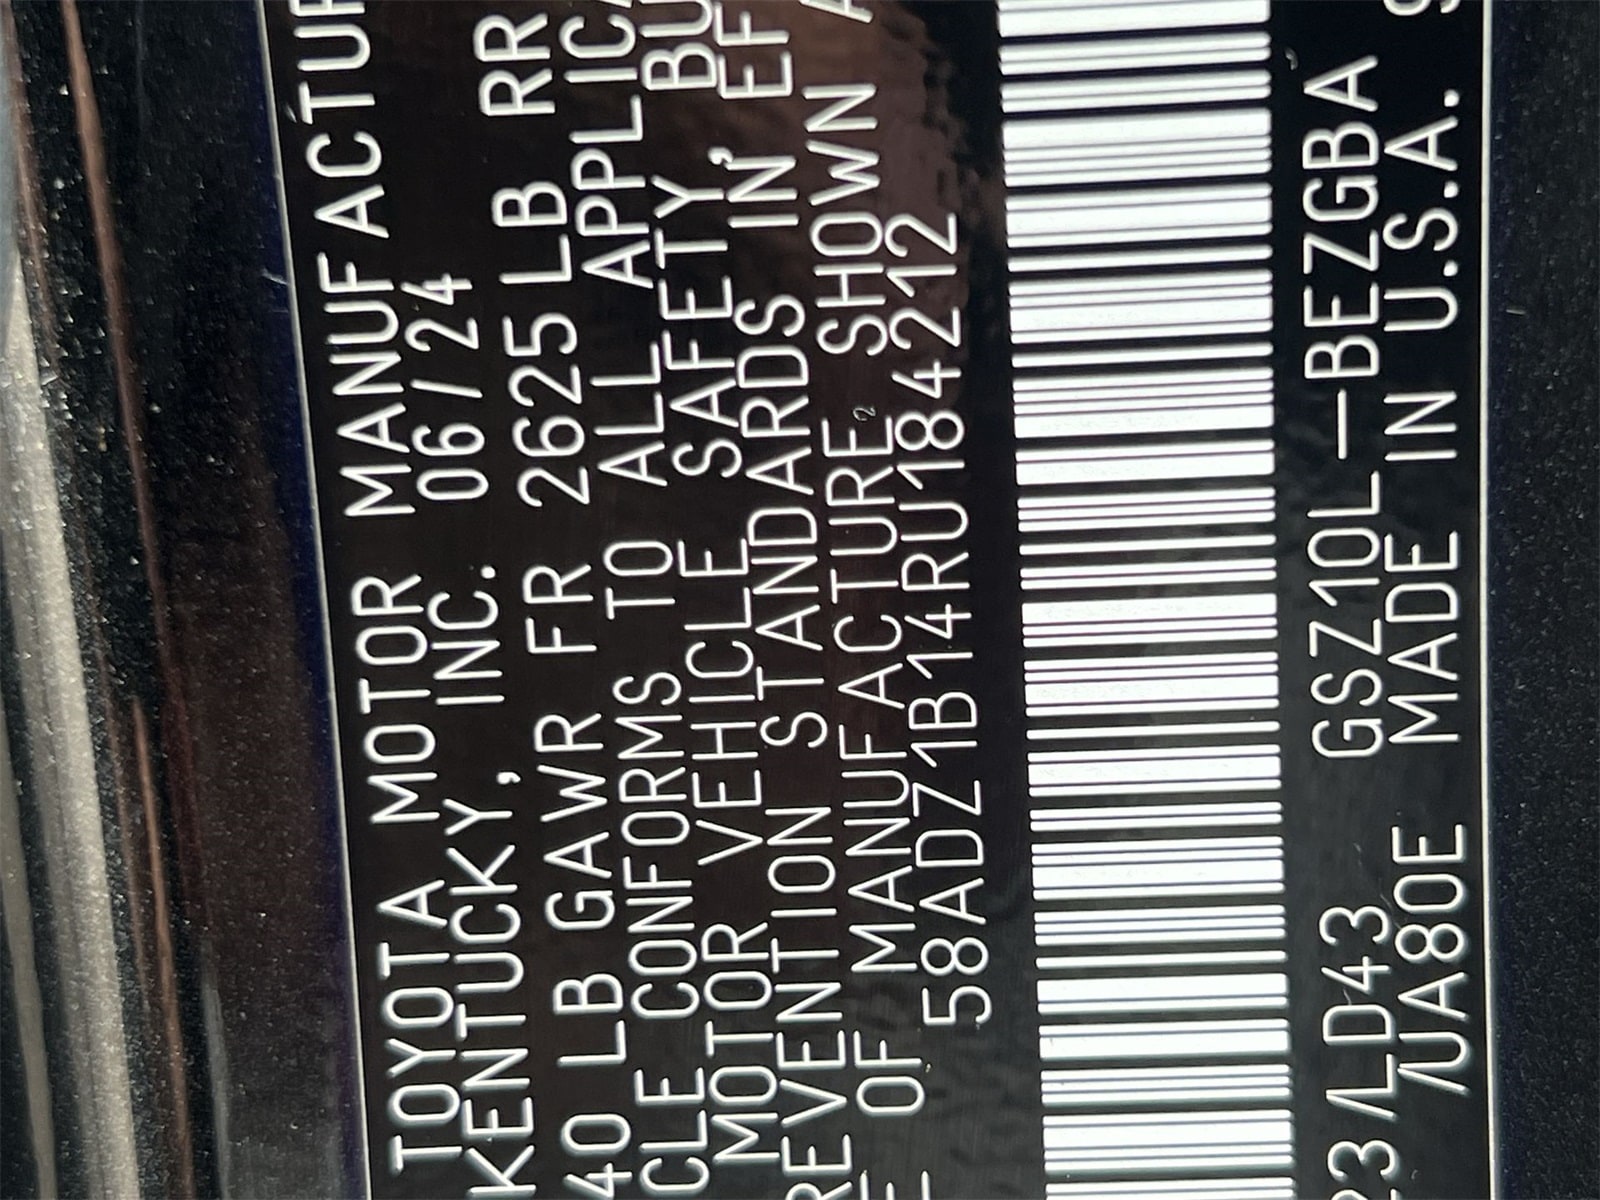 TOYOTA MOTOR MANUFACTUR
KENTUCKY, INC. 06/24
40 LB GAWR FR 2625 LB RR
CLE CONFORMS TO ALL APPLICA
MOTOR VEHICLE SAFETY, BU
REVENTION STANDARDS IN EF
OF MANUFACTURE SHOWN A
58ADZ1B14RU184212
23/LD43 GSZ10L-BEZGBA
/UA80E MADE IN U.S.A.